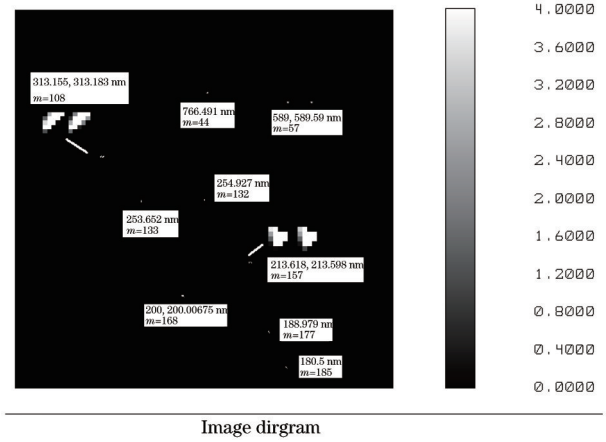 313.155, 313.183 nm
m=108
766.491 nm
m=44
589, 589.59 nm
m=57
254.927 nm
m=132
253.652 nm
m=133
213.618, 213.598 nm
m=157
200, 200.00675 nm
m=168
188.979 nm
m=177
180.5 nm
m=185
4.0000
3.6000
3.2000
2.8000
2.4000
2.0000
1.6000
1.2000
0.8000
0.4000
0.0000
Image dirgram